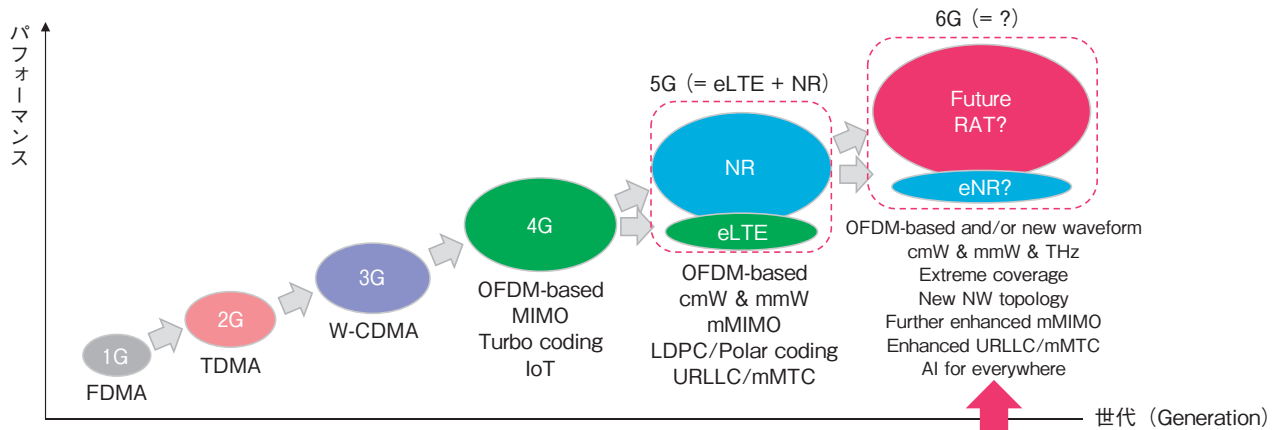 パフォーマンス
1G
FDMA
2G
TDMA
3G
W-CDMA
4G
OFDM-based
MIMO
Turbo coding
IoT
5G (= eLTE + NR)
NR
eLTE
OFDM-based
cmW & mmW
mMIMO
LDPC/Polar coding
URLLC/mMTC
6G (= ?)
Future
RAT?
eNR?
OFDM-based and/or new waveform
cmW & mmW & THz
Extreme coverage
New NW topology
Further enhanced mMIMO
Enhanced URLLC/mMTC
AI for everywhere
世代 (Generation)